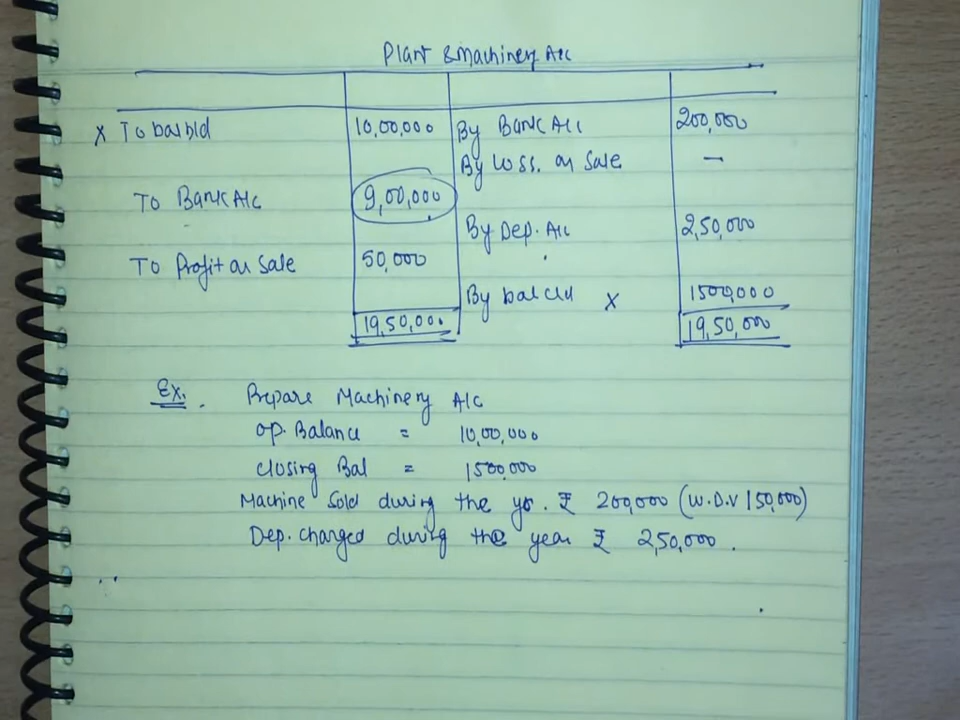 Plant & Machinery A/c
X To bal b/d 10,00,000 By Bank A/c 200,000
By Loss on Sale —
To Bank A/c 9,00,000
By Dep. A/c 2,50,000
To Profit on Sale 50,000
By bal c/d X 1500,000
19,50,000 19,50,000
Ex. Prepare Machinery A/c
Op. Balance = 10,00,000
Closing Bal = 1500,000
Machine Sold during the yr. ₹ 200,000 (W.D.V 150,000)
Dep. charged during the year ₹ 2,50,000.